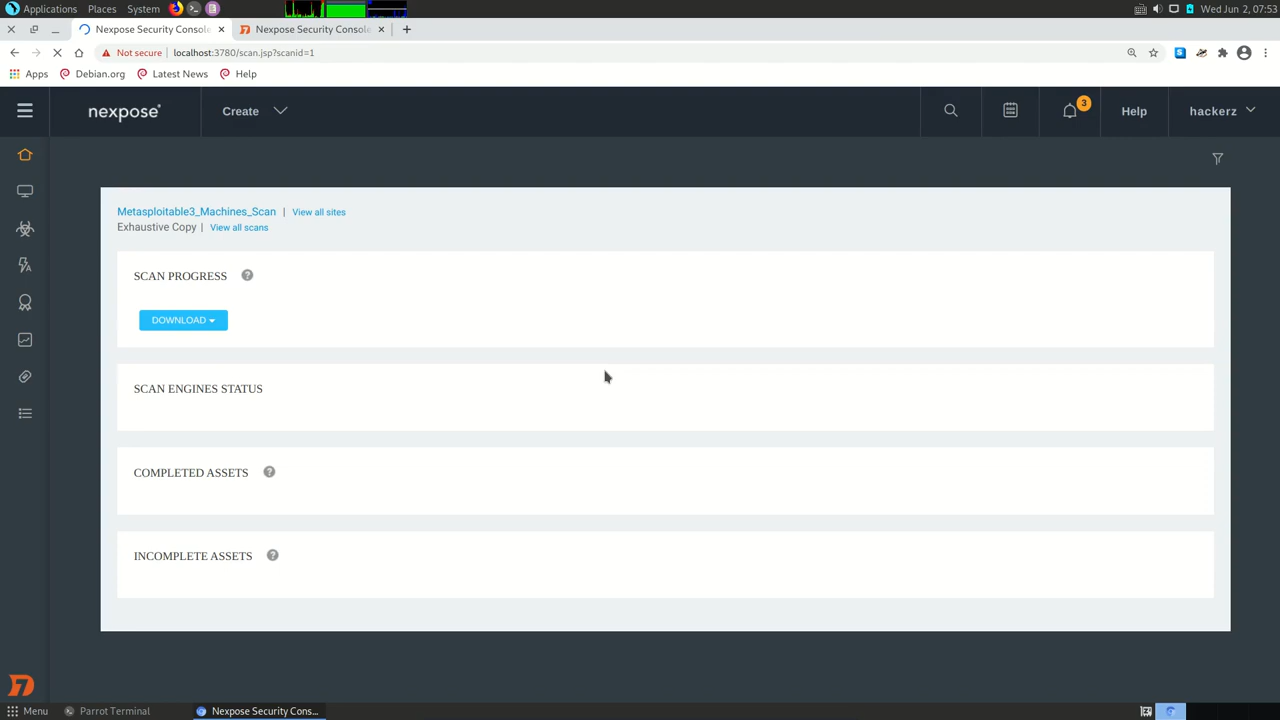 Applications Places System Wed Jun 2, 07:53
Nexpose Security Consol Nexpose Security Consol
Not secure localhost:3780/scan.jsp?scanid=1
Apps Debian.org Latest News Help
nexpose® Create 3 Help hackerz
Metasploitable3_Machines_Scan | View all sites
Exhaustive Copy | View all scans
SCAN PROGRESS ?
DOWNLOAD
SCAN ENGINES STATUS
COMPLETED ASSETS ?
INCOMPLETE ASSETS ?
Menu Parrot Terminal Nexpose Security Cons...